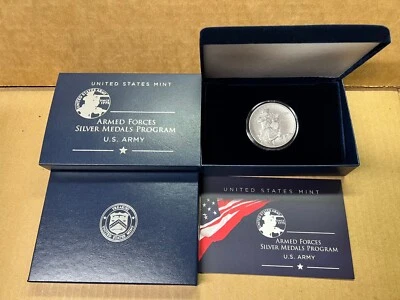 UNITED STATES MINT
ARMED FORCES
SILVER MEDALS PROGRAM
U.S. ARMY
UNITED STATES MINT
ARMED FORCES
SILVER MEDALS PROGRAM
U.S. ARMY